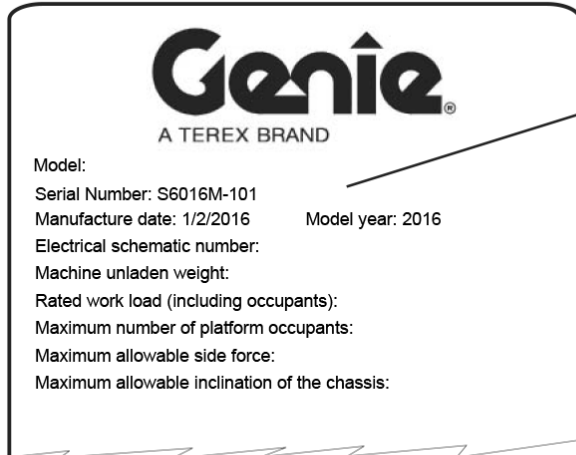 Genie®
A TEREX BRAND
Model:
Serial Number: S6016M-101
Manufacture date: 1/2/2016 Model year: 2016
Electrical schematic number:
Machine unladen weight:
Rated work load (including occupants):
Maximum number of platform occupants:
Maximum allowable side force:
Maximum allowable inclination of the chassis: